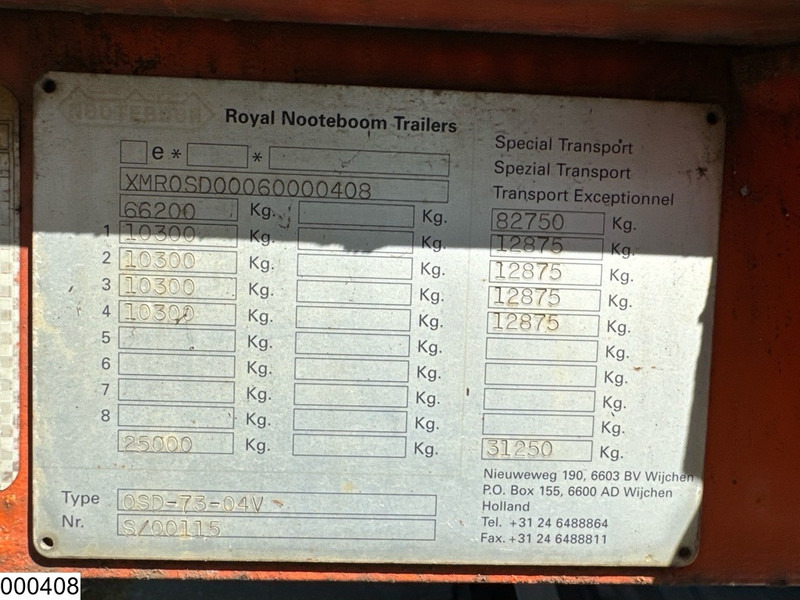 NOOTEBOOM
Royal Nooteboom Trailers
e * *
XMR0SD00060000408
66200 Kg. Kg.
1 10300 Kg. Kg.
2 10300 Kg. Kg.
3 10300 Kg. Kg.
4 10300 Kg. Kg.
5 Kg. Kg.
6 Kg. Kg.
7 Kg. Kg.
8 Kg. Kg.
25000 Kg. Kg.
Type 0SD-73-04V
Nr. S/00115
Special Transport
Spezial Transport
Transport Exceptionnel
82750 Kg.
12875 Kg.
12875 Kg.
12875 Kg.
12875 Kg.
Kg.
Kg.
Kg.
Kg.
31250 Kg.
Nieuweweg 190, 6603 BV Wijchen
P.O. Box 155, 6600 AD Wijchen
Holland
Tel. +31 24 6488864
Fax. +31 24 6488811
000408